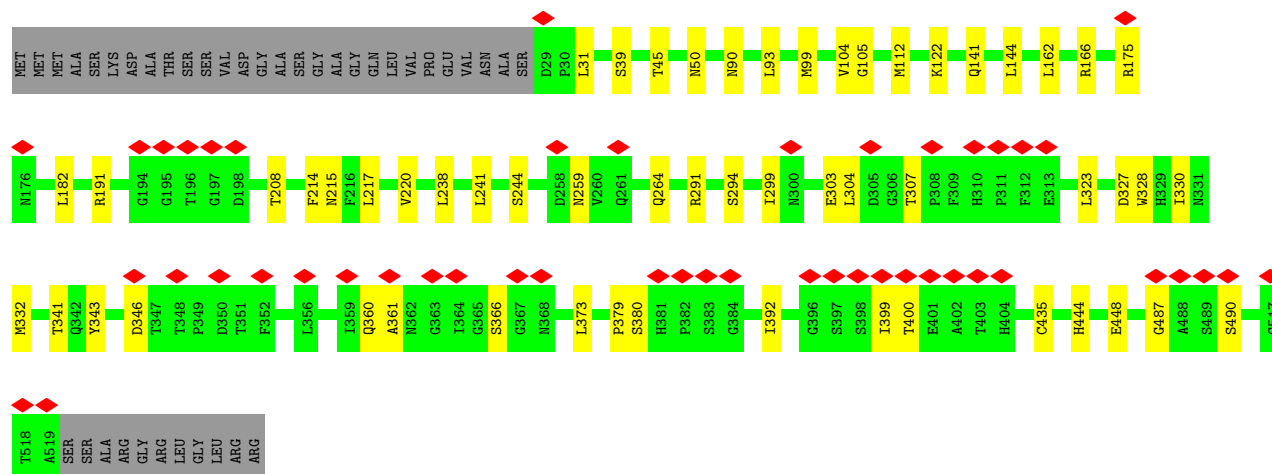 MET MET MET ALA SER LYS ASP ALA THR SER SER VAL ASP GLY ALA SER GLY ALA GLY GLN LEU VAL PRO GLU VAL ASN ALA SER D29 P30 L31 S39 T45 N50 N90 L93 M99 V104 G105 M112 K122 Q141 L144 L162 R166 R175
N176 L182 R191 G194 G195 T196 G197 D198 T208 F214 N215 F216 L217 V220 L238 L241 S244 D258 N259 V260 Q261 Q264 R291 S294 I299 N300 E303 L304 D305 G306 T307 P308 F309 H310 P311 F312 E313 L323 D327 W328 H329 I330 N331
M332 T341 Q342 Y343 D346 T347 T348 P349 D350 T351 F352 L356 I359 Q360 A361 N362 G363 I364 G365 S366 G367 N368 L373 P379 S380 H381 P382 S383 G384 I392 G396 S397 S398 I399 T400 E401 A402 T403 H404 C435 H444 E448 G487 A488 S489 S490
T518 A519 SER SER ALA ARG GLY ARG LEU GLY LEU ARG ARG